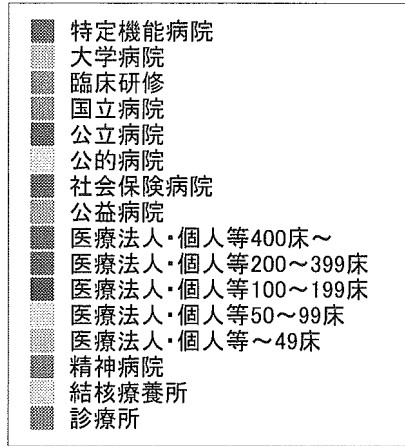 特定機能病院
大学病院
臨床研修
国立病院
公立病院
公的病院
社会保険病院
公益病院
医療法人・個人等400床～
医療法人・個人等200～399床
医療法人・個人等100～199床
医療法人・個人等50～99床
医療法人・個人等～49床
精神病院
結核療養所
診療所